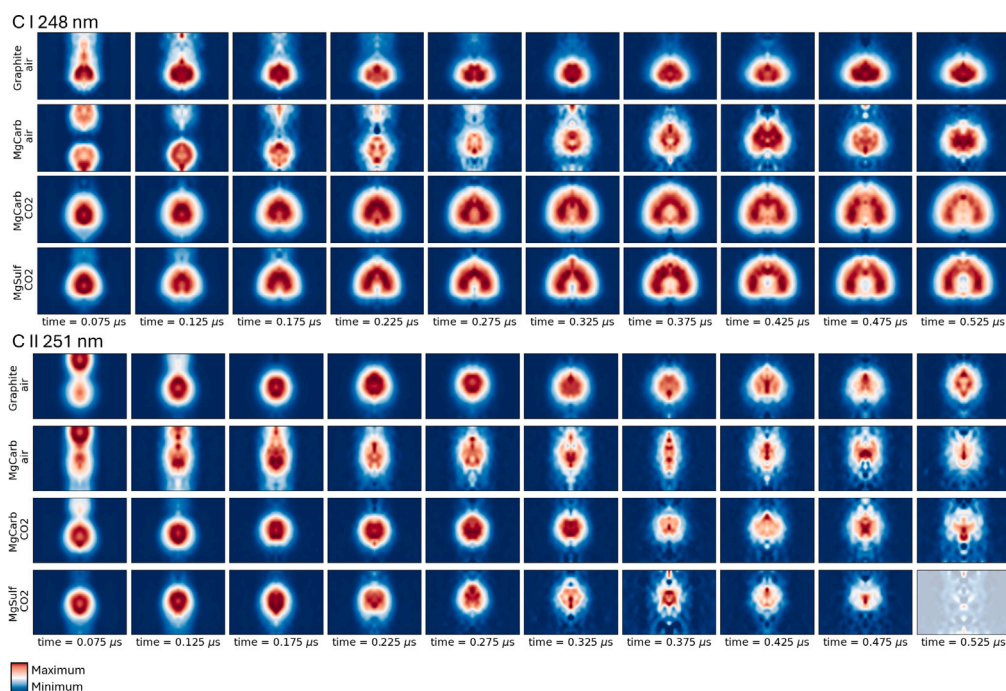 C I 248 nm
Graphite
air
MgCarb
air
MgCarb
CO2
MgSulf
CO2
time = 0.075 μs time = 0.125 μs time = 0.175 μs time = 0.225 μs time = 0.275 μs time = 0.325 μs time = 0.375 μs time = 0.425 μs time = 0.475 μs time = 0.525 μs
C II 251 nm
Graphite
air
MgCarb
air
MgCarb
CO2
MgSulf
CO2
time = 0.075 μs time = 0.125 μs time = 0.175 μs time = 0.225 μs time = 0.275 μs time = 0.325 μs time = 0.375 μs time = 0.425 μs time = 0.475 μs time = 0.525 μs
Maximum
Minimum